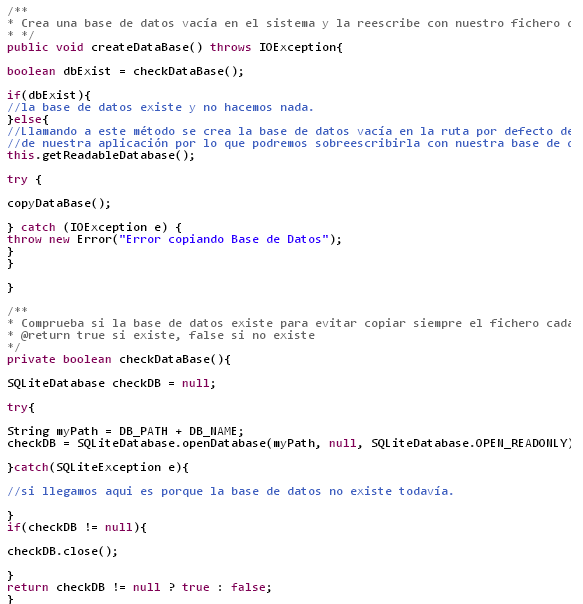 /**
* Crea una base de datos vacía en el sistema y la reescribe con nuestro fichero
* */
public void createDataBase() throws IOException{
boolean dbExist = checkDataBase();
if(dbExist){
//la base de datos existe y no hacemos nada.
}else{
//Llamando a este método se crea la base de datos vacía en la ruta por defecto
//de nuestra aplicación por lo que podremos sobreescribirla con nuestra base de
this.getReadableDatabase();
try {
copyDataBase();
} catch (IOException e) {
throw new Error("Error copiando Base de Datos");
}
}
}
/**
* Comprueba si la base de datos existe para evitar copiar siempre el fichero cada
* @return true si existe, false si no existe
*/
private boolean checkDataBase(){
SQLiteDatabase checkDB = null;
try{
String myPath = DB_PATH + DB_NAME;
checkDB = SQLiteDatabase.openDatabase(myPath, null, SQLiteDatabase.OPEN_READONLY)
}catch(SQLiteException e){
//si llegamos aqui es porque la base de datos no existe todavía.
}
if(checkDB != null){
checkDB.close();
}
return checkDB != null ? true : false;
}